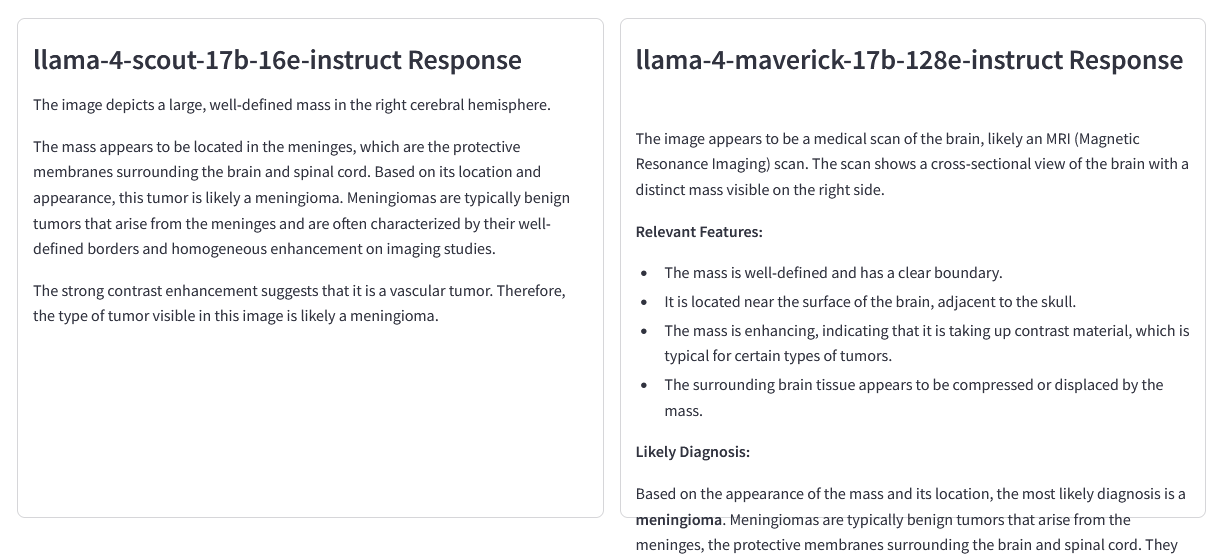 llama-4-scout-17b-16e-instruct Response
The image depicts a large, well-defined mass in the right cerebral hemisphere.
The mass appears to be located in the meninges, which are the protective
membranes surrounding the brain and spinal cord. Based on its location and
appearance, this tumor is likely a meningioma. Meningiomas are typically benign
tumors that arise from the meninges and are often characterized by their well-
defined borders and homogeneous enhancement on imaging studies.
The strong contrast enhancement suggests that it is a vascular tumor. Therefore,
the type of tumor visible in this image is likely a meningioma.
llama-4-maverick-17b-128e-instruct Response
The image appears to be a medical scan of the brain, likely an MRI (Magnetic
Resonance Imaging) scan. The scan shows a cross-sectional view of the brain with a
distinct mass visible on the right side.
Relevant Features:
• The mass is well-defined and has a clear boundary.
• It is located near the surface of the brain, adjacent to the skull.
• The mass is enhancing, indicating that it is taking up contrast material, which is
typical for certain types of tumors.
• The surrounding brain tissue appears to be compressed or displaced by the
mass.
Likely Diagnosis:
Based on the appearance of the mass and its location, the most likely diagnosis is a
meningioma. Meningiomas are typically benign tumors that arise from the
meninges, the protective membranes surrounding the brain and spinal cord. They